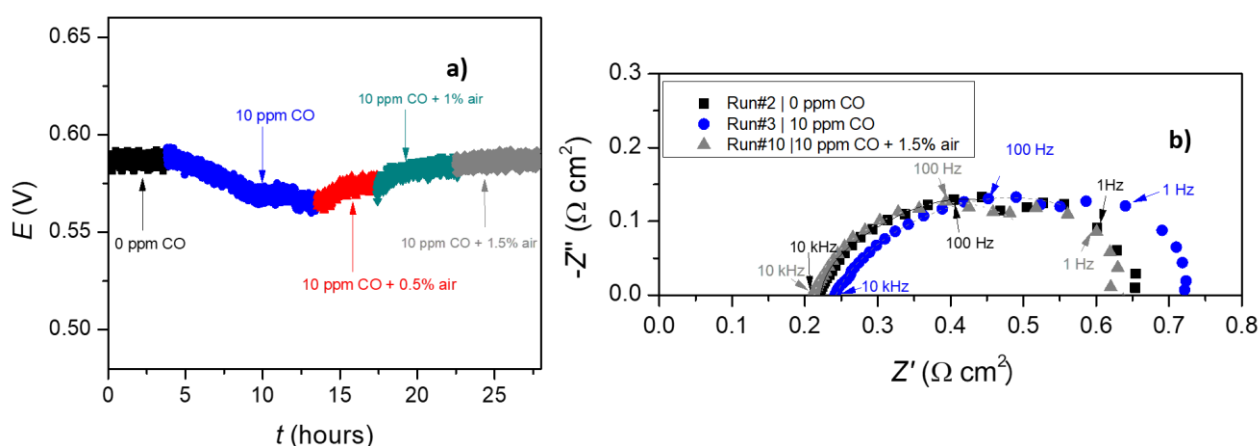 a)
0.65
0.60
0.55
0.50
E (V)
10 ppm CO + 1% air
10 ppm CO
0 ppm CO
10 ppm CO + 1.5% air
10 ppm CO + 0.5% air
0 5 10 15 20 25
t (hours)
b)
0.3
0.2
0.1
0.0
-Z" (Ω cm2)
Run#2 | 0 ppm CO
Run#3 | 10 ppm CO
Run#10 |10 ppm CO + 1.5% air
100 Hz
100 Hz
1Hz
1 Hz
10 kHz
100 Hz
10 kHz
1 Hz
10 kHz
0.0 0.1 0.2 0.3 0.4 0.5 0.6 0.7 0.8
Z' (Ω cm2)